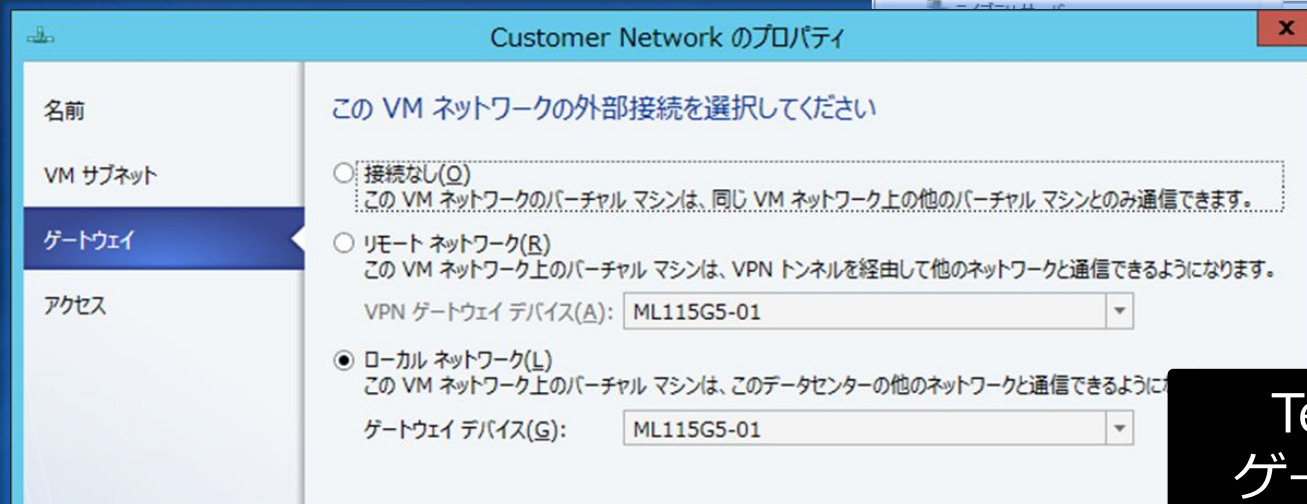 Customer Network のプロパティ
x
名前
VM サブネット
ゲートウェイ
アクセス
この VM ネットワークの外部接続を選択してください
接続なし(O)
この VM ネットワークのバーチャル マシンは、同じ VM ネットワーク上の他のバーチャル マシンとのみ通信できます。
リモート ネットワーク(R)
この VM ネットワーク上のバーチャル マシンは、VPN トンネルを経由して他のネットワークと通信できるようになります。
VPN ゲートウェイ デバイス(A): ML115G5-01
ローカル ネットワーク(L)
この VM ネットワーク上のバーチャル マシンは、このデータセンターの他のネットワークと通信できるように
ゲートウェイ デバイス(G): ML115G5-01
Te
ゲー